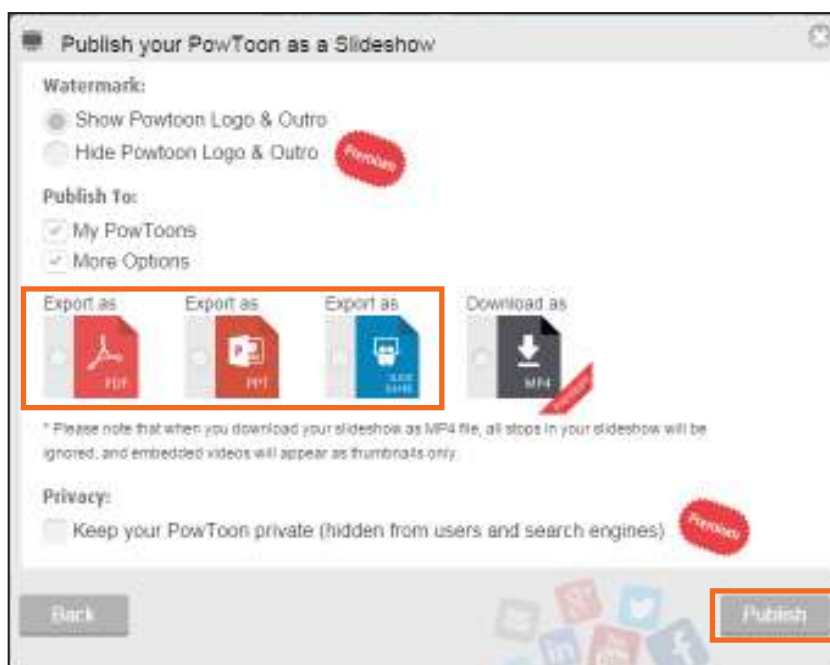 Publish your PowToon as a Slideshow
Watermark:
Show Powtoon Logo & Outro
Hide Powtoon Logo & Outro Premium
Publish To:
My PowToons
More Options
Export as Export as Export as Download as
PDF PPT SLIDE SHARE MP4
* Please note that when you download your slideshow as MP4 file, all stops in your slideshow will be
ignored, and embedded videos will appear as thumbnails only.
Privacy:
Keep your PowToon private (hidden from users and search engines) Premium
Back Publish